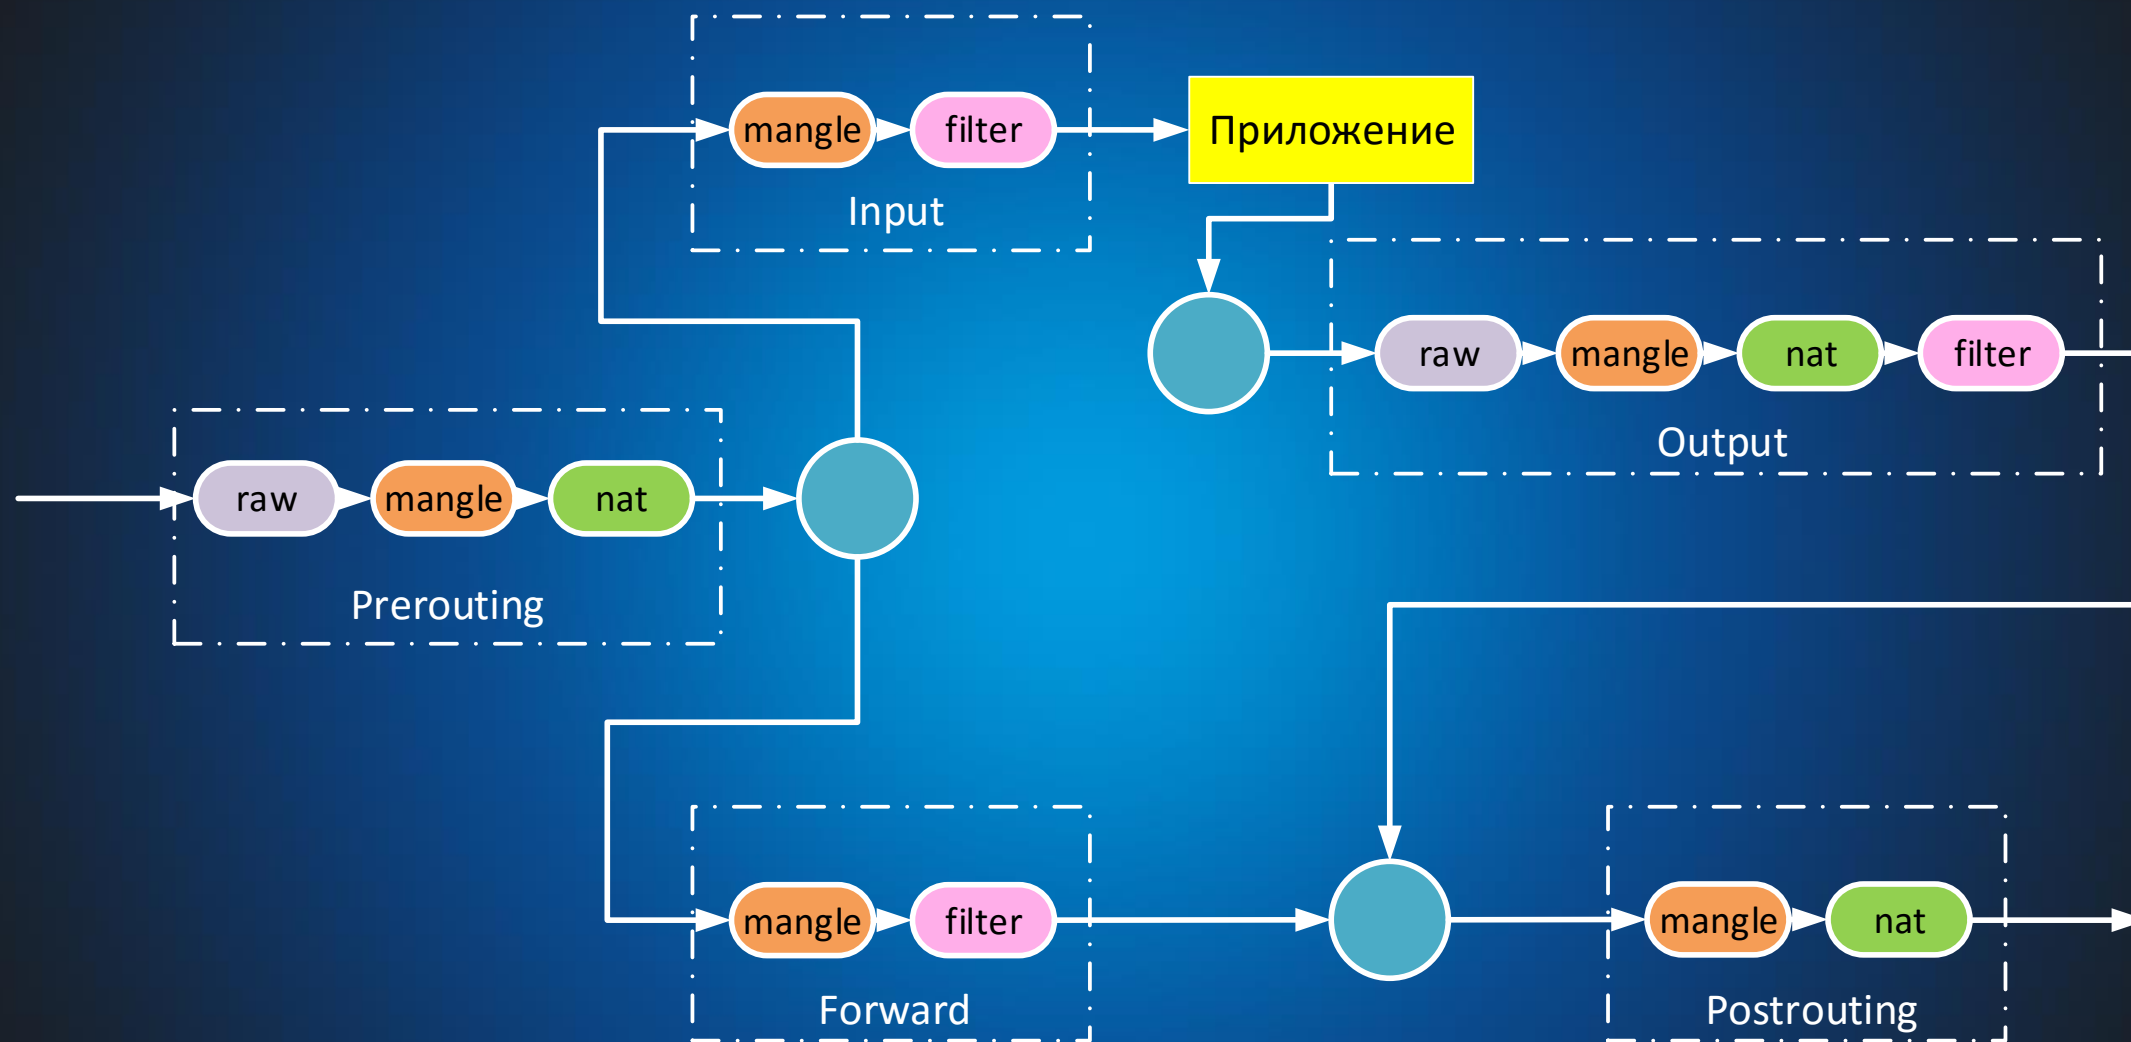 mangle
filter
Приложение
Input
raw
mangle
nat
filter
Output
raw
mangle
nat
Prerouting
mangle
filter
Forward
mangle
nat
Postrouting